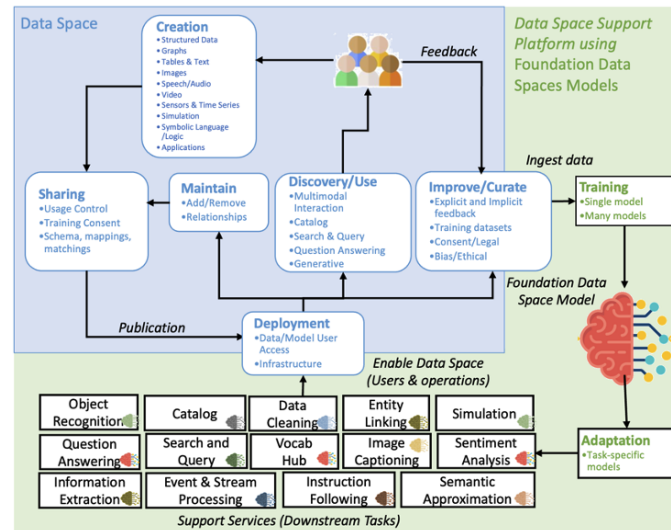 Data Space
Creation
•Structured Data
•Graphs
•Tables & Text
•Images
•Speech/Audio
•Video
•Sensors & Time Series
•Simulation
•Symbolic Language
/Logic
•Applications
Feedback
Data Space Support
Platform using
Foundation Data
Spaces Models
Sharing
•Usage Control
•Training Consent
•Schema, mappings,
matchings
Maintain
•Add/Remove
•Relationships
Discovery/Use
•Multimodal
Interaction
•Catalog
•Search & Query
•Question Answering
•Generative
Improve/Curate
•Explicit and Implicit
feedback
•Training datasets
•Consent/Legal
•Bias/Ethical
Ingest data
Training
•Single model
•Many models
Foundation Data
Space Model
Publication
Deployment
•Data/Model User
Access
•Infrastructure
Enable Data Space
(Users & operations)
Object
Recognition
Catalog
Data
Cleaning
Entity
Linking
Simulation
Question
Answering
Search and
Query
Vocab
Hub
Image
Captioning
Sentiment
Analysis
Adaptation
•Task-specific
models
Information
Extraction
Event & Stream
Processing
Instruction
Following
Semantic
Approximation
Support Services (Downstream Tasks)